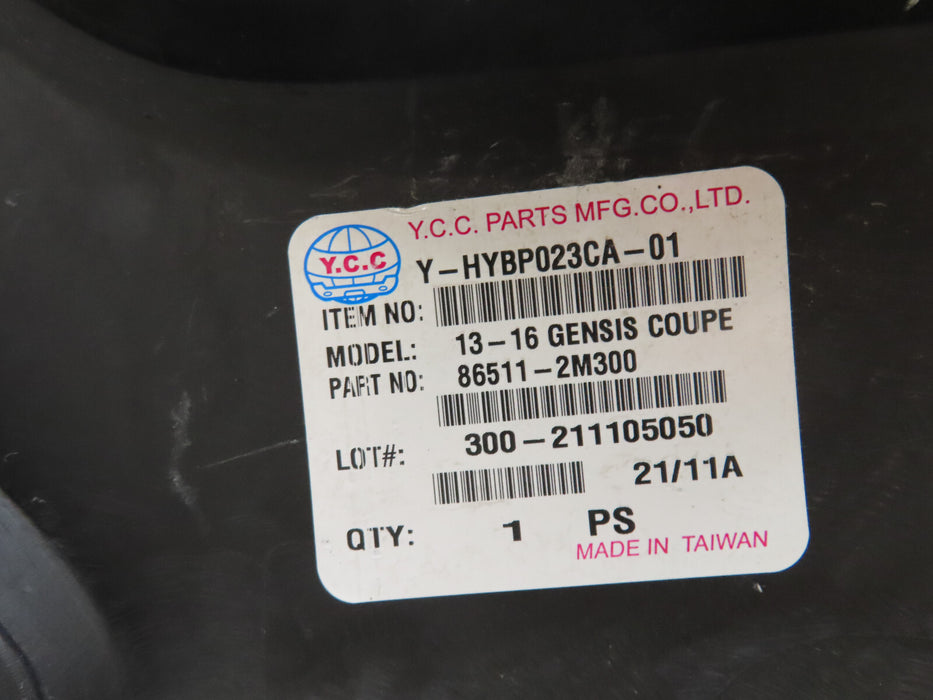 Y.C.C. PARTS MFG.CO.,LTD.
Y.C.C
Y-HYBP023CA-01
ITEM NO:
MODEL: 13-16 GENSIS COUPE
PART NO: 86511-2M300
LOT#: 300-211105050
21/11A
QTY: 1 PS
MADE IN TAIWAN